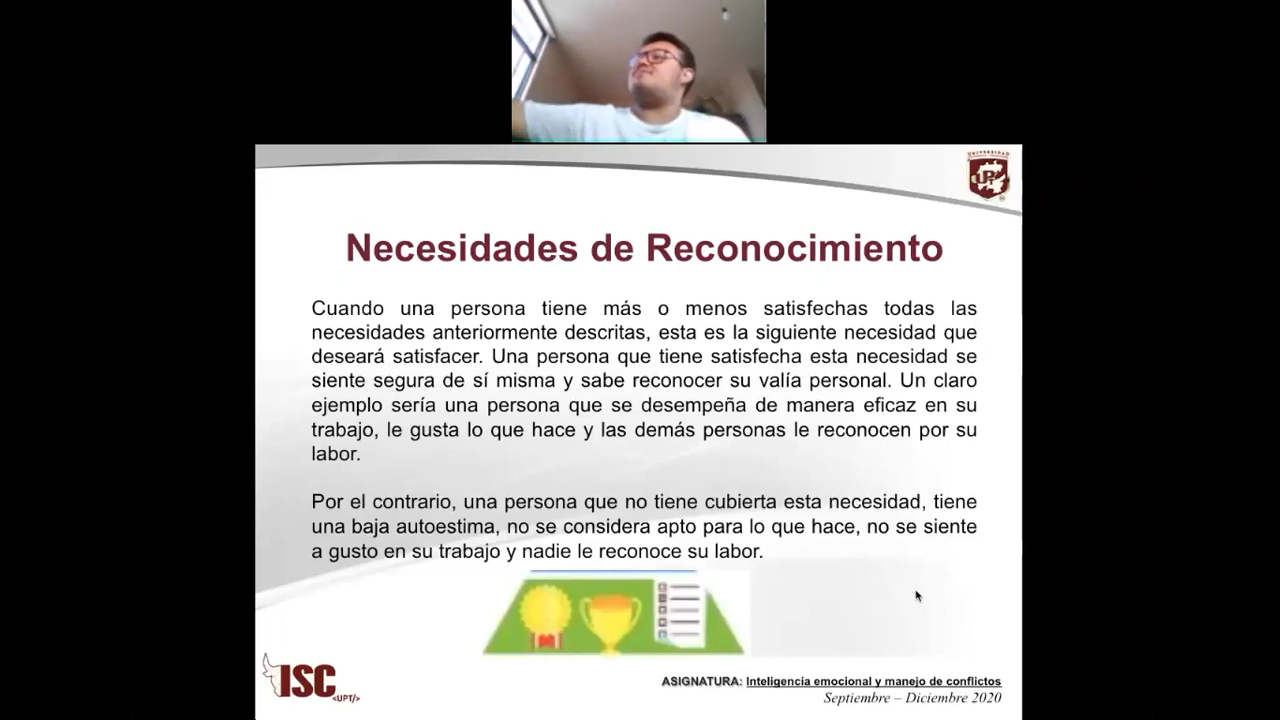 UNIVERSIDAD
UPT
Necesidades de Reconocimiento
Cuando una persona tiene más o menos satisfechas todas las
necesidades anteriormente descritas, esta es la siguiente necesidad que
deseará satisfacer. Una persona que tiene satisfecha esta necesidad se
siente segura de sí misma y sabe reconocer su valía personal. Un claro
ejemplo sería una persona que se desempeña de manera eficaz en su
trabajo, le gusta lo que hace y las demás personas le reconocen por su
labor.
Por el contrario, una persona que no tiene cubierta esta necesidad, tiene
una baja autoestima, no se considera apto para lo que hace, no se siente
a gusto en su trabajo y nadie le reconoce su labor.
ISC
<UPT/>
ASIGNATURA: Inteligencia emocional y manejo de conflictos
Septiembre – Diciembre 2020